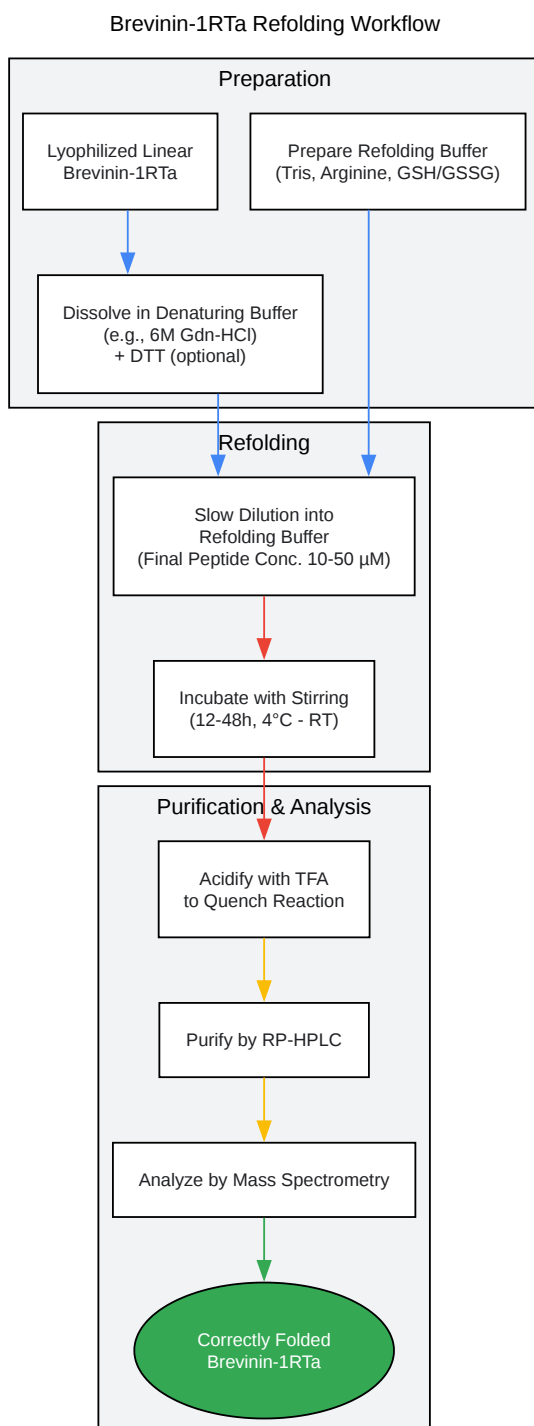 Brevinin-1RTa Refolding Workflow
Preparation
Lyophilized Linear
Brevinin-1RTa
Prepare Refolding Buffer
(Tris, Arginine, GSH/GSSG)
Dissolve in Denaturing Buffer
(e.g., 6M Gdn-HCl)
+ DTT (optional)
Refolding
Slow Dilution into
Refolding Buffer
(Final Peptide Conc. 10-50 µM)
Incubate with Stirring
(12-48h, 4°C - RT)
Purification & Analysis
Acidify with TFA
to Quench Reaction
Purify by RP-HPLC
Analyze by Mass Spectrometry
Correctly Folded
Brevinin-1RTa